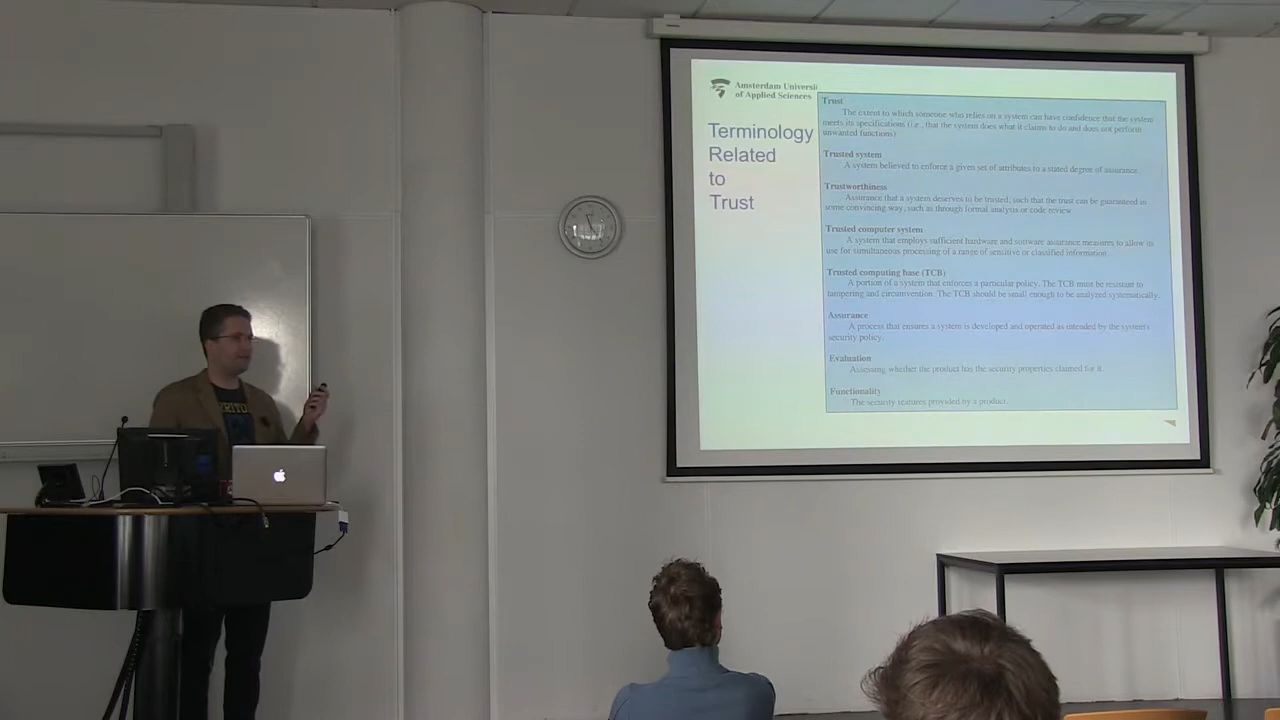 Amsterdam Universi
of Applied Sciences
Terminology
Related
to
Trust
Trust
The extent to which someone who relies on a system can have confidence that the system
meets its specifications (i.e., that the system does what it claims to do and does not perform
unwanted functions)
Trusted system
A system believed to enforce a given set of attributes to a stated degree of assurance.
Trustworthiness
Assurance that a system deserves to be trusted, such that the trust can be guaranteed in
some convincing way, such as through formal analysis or code review
Trusted computer system
A system that employs sufficient hardware and software assurance measures to allow its
use for simultaneous processing of a range of sensitive or classified information.
Trusted computing base (TCB)
A portion of a system that enforces a particular policy. The TCB must be resistant to
tampering and circumvention. The TCB should be small enough to be analyzed systematically.
Assurance
A process that ensures a system is developed and operated as intended by the system's
security policy.
Evaluation
Assessing whether the product has the security properties claimed for it.
Functionality
The security features provided by a product.